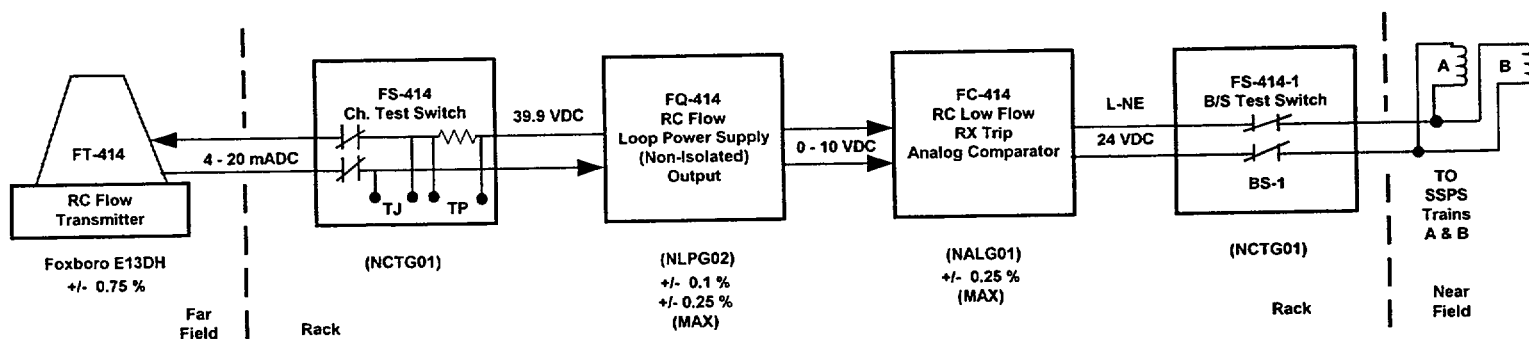 FT-414
RC Flow
Transmitter
Foxboro E13DH
+/- 0.75 %
Far
Field
Rack
4 - 20 mADC
FS-414
Ch. Test Switch
TJ
TP
(NCTG01)
39.9 VDC
FQ-414
RC Flow
Loop Power Supply
(Non-Isolated)
Output
(NLPG02)
+/- 0.1 %
+/- 0.25 %
(MAX)
0 - 10 VDC
FC-414
RC Low Flow
RX Trip
Analog Comparator
(NALG01)
+/- 0.25 %
(MAX)
L-NE
24 VDC
FS-414-1
B/S Test Switch
BS-1
(NCTG01)
Rack
A
B
TO
SSPS
Trains
A & B
Near
Field